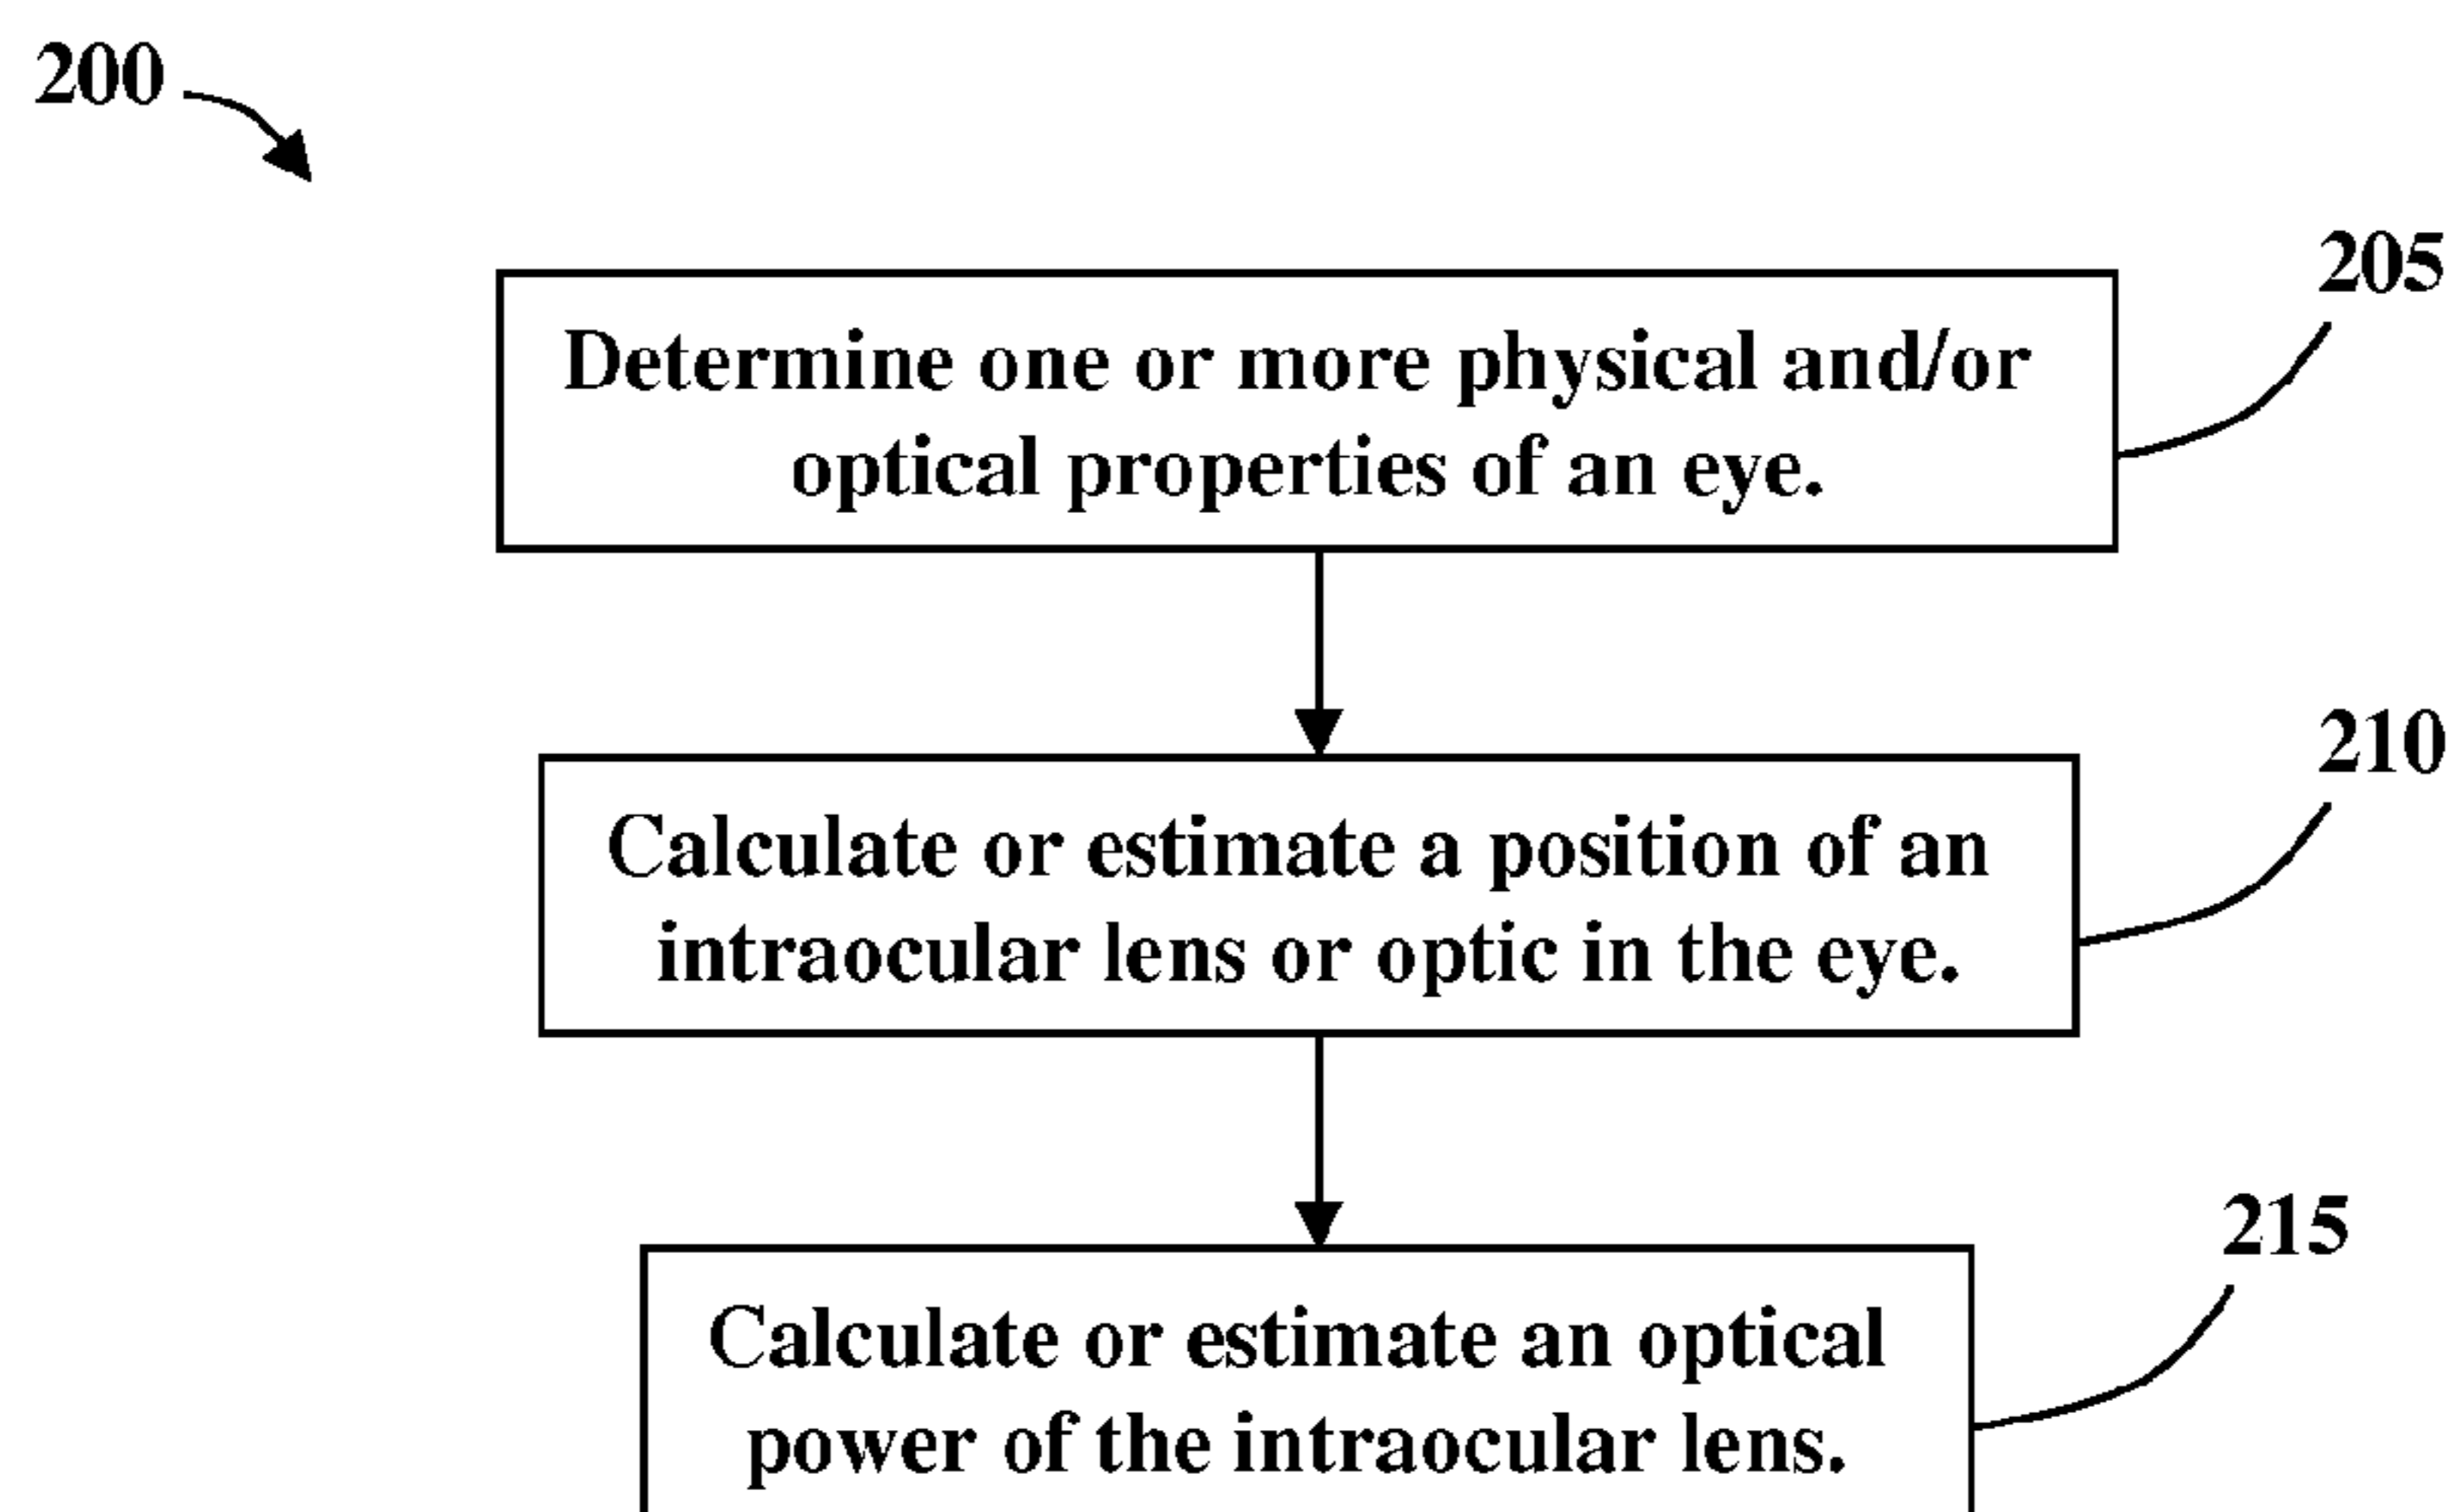 200
205
Determine one or more physical and/or
optical properties of an eye.
210
Calculate or estimate a position of an
intraocular lens or optic in the eye.
215
Calculate or estimate an optical
power of the intraocular lens.